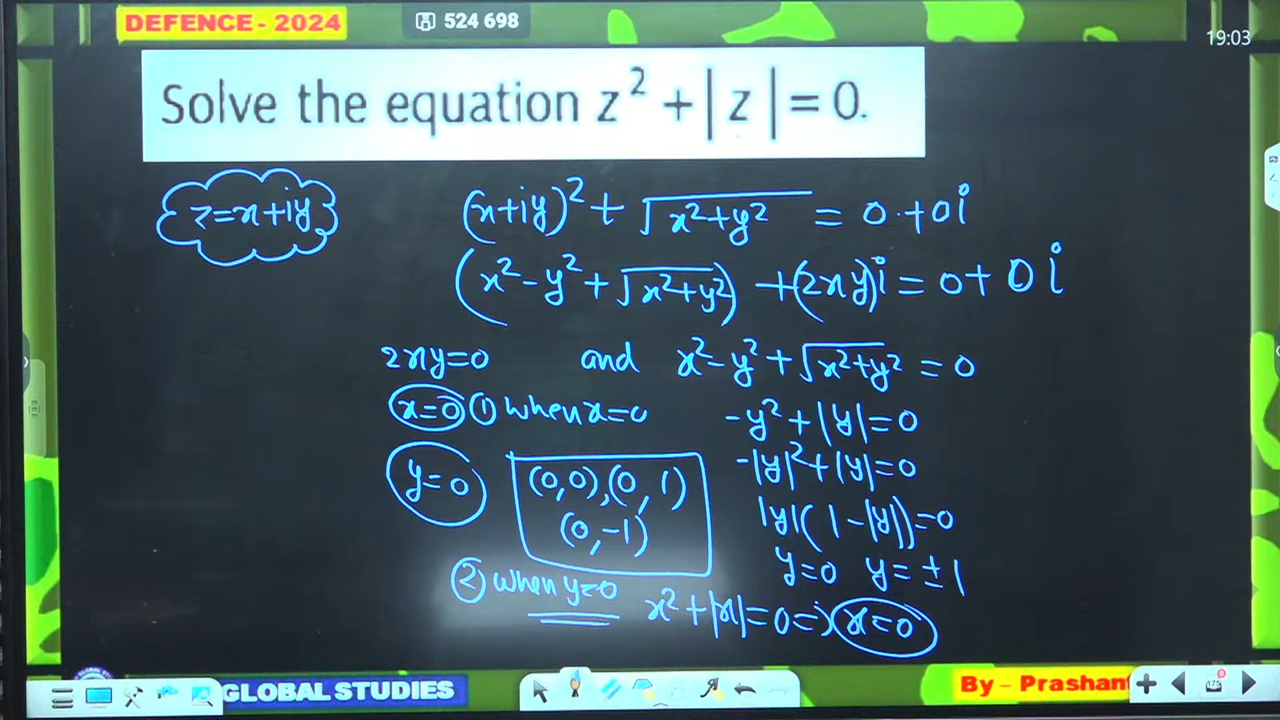 DEFENCE - 2024
524 698
19:03
Solve the equation z² + | z | = 0.
z=x+iy
(x+iy)² + √x²+y² = 0 + 0i
(x²-y²+√x²+y²) + (2xy)i = 0 + 0i
2xy=0 and x²-y²+√x²+y² = 0
x=0 ① when x=0 -y²+|y|=0
-|y|²+|y|=0
y=0 (0,0),(0,1)
(0,-1)
|y|(1-|y|)=0
y=0 y=±1
② when y=0 x²+|x|=0 => x=0
GLOBAL STUDIES
By - Prashant